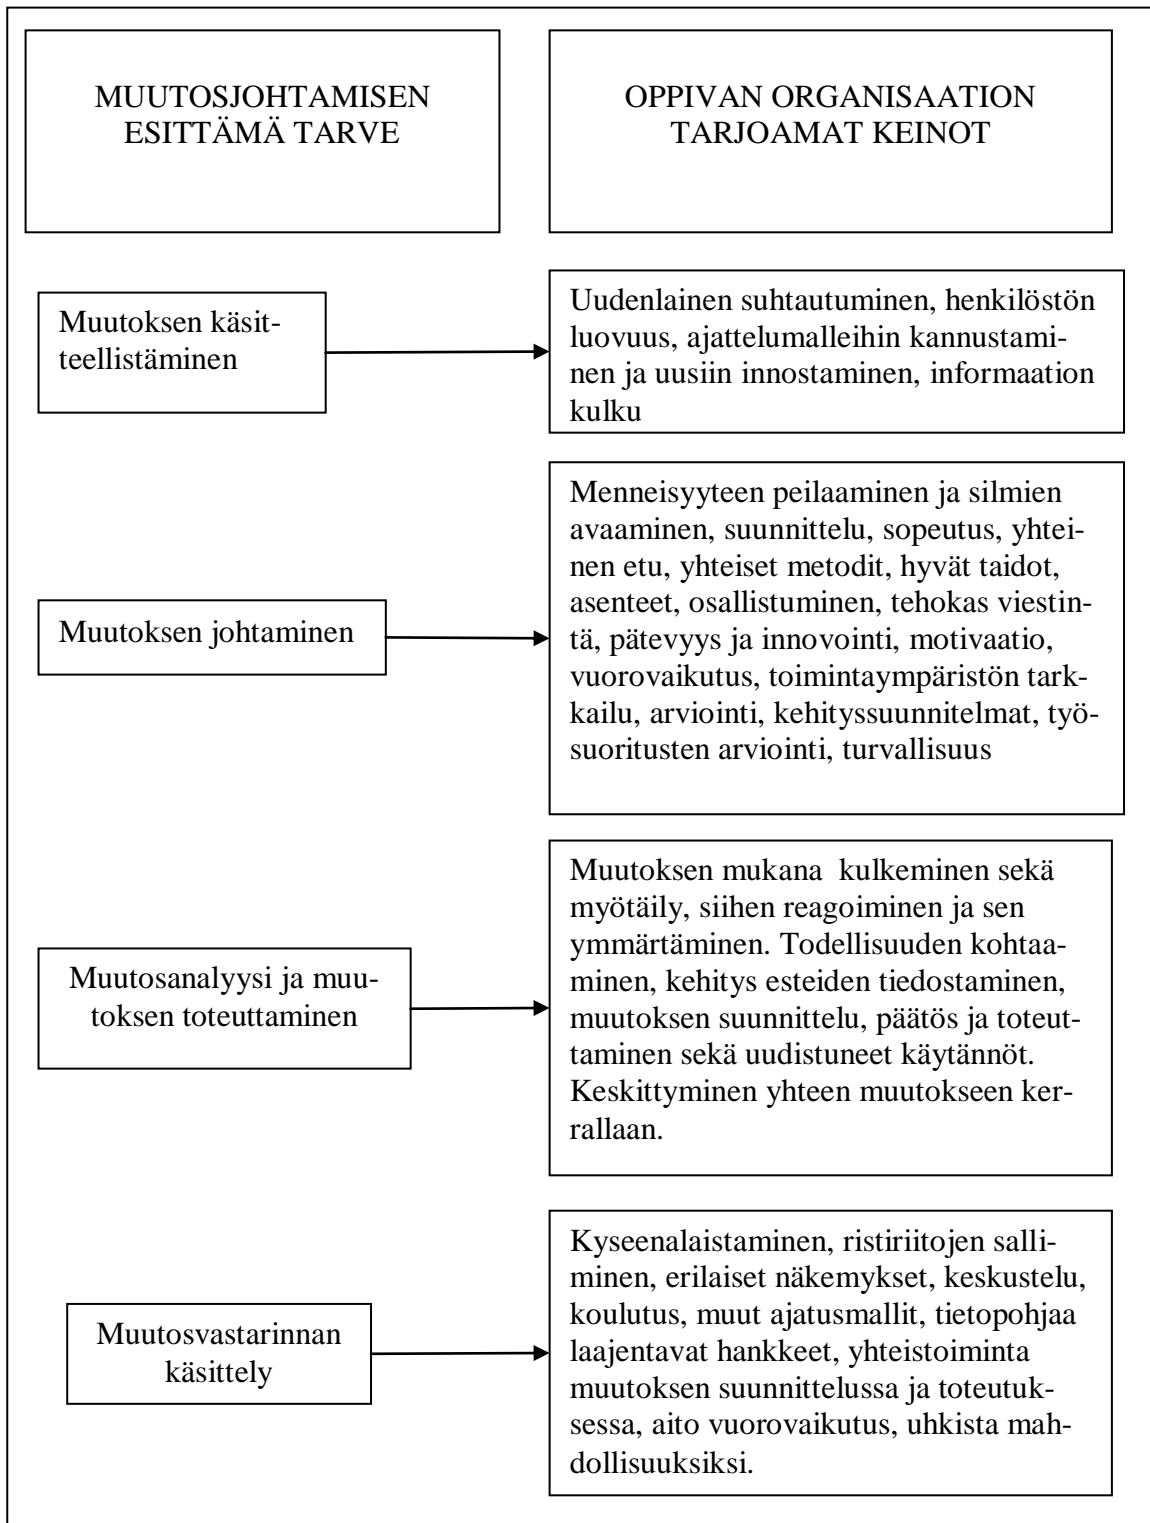 MUUTOSJOHTAMISEN
ESITTÄMÄ TARVE
OPPIVAN ORGANISAATION
TARJOAMAT KEINOT
Muutoksen käsit-
teellistäminen
Uudenlainen suhtautuminen, henkilöstön
luovuus, ajattelumalleihin kannustami-
nen ja uusiin innostaminen, informaation
kulku
Muutoksen johtaminen
Menneisyyteen peilaaminen ja silmien
avaaminen, suunnittelu, sopeutus, yhtei-
nen etu, yhteiset metodit, hyvät taidot,
asenteet, osallistuminen, tehokas viestin-
tä, pätevyys ja innovointi, motivaatio,
vuorovaikutus, toimintaympäristön tark-
kailu, arviointi, kehityssuunnitelmat, työ-
suoritusten arviointi, turvallisuus
Muutosanalyysi ja muu-
toksen toteuttaminen
Muutoksen mukana  kulkeminen sekä
myötäily, siihen reagoiminen ja sen
ymmärtäminen. Todellisuuden kohtaa-
minen, kehitys esteiden tiedostaminen,
muutoksen suunnittelu, päätös ja toteut-
taminen sekä uudistuneet käytännöt.
Keskittyminen yhteen muutokseen ker-
rallaan.
Muutosvastarinnan
käsittely
Kyseenalaistaminen, ristiriitojen salli-
minen, erilaiset näkemykset, keskustelu,
koulutus, muut ajatusmallit, tietopohjaa
laajentavat hankkeet, yhteistoiminta
muutoksen suunnittelussa ja toteutuk-
sessa, aito vuorovaikutus, uhkista mah-
dollisuuksiksi.